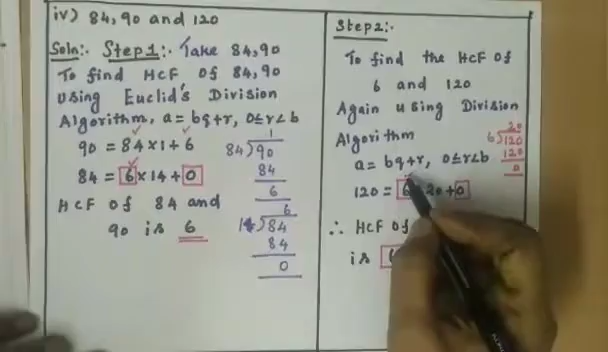 iv) 84, 90 and 120
Soln:- Step 1:- Take 84, 90
To find HCF of 84, 90
using Euclid's Division
Algorithm, a = bq+r, 0≤r<b
90 = 84 × 1 + 6
84 = 6 × 14 + 0
HCF of 84 and
90 is 6
1
84) 90
84
6
6
14) 84
84
0
Step 2:-
To find the HCF of
6 and 120
Again using Division
Algorithm
a = bq+r, 0≤r<b
120 = 6 20 + 0
∴ HCF of
is
20
6) 120
120
0